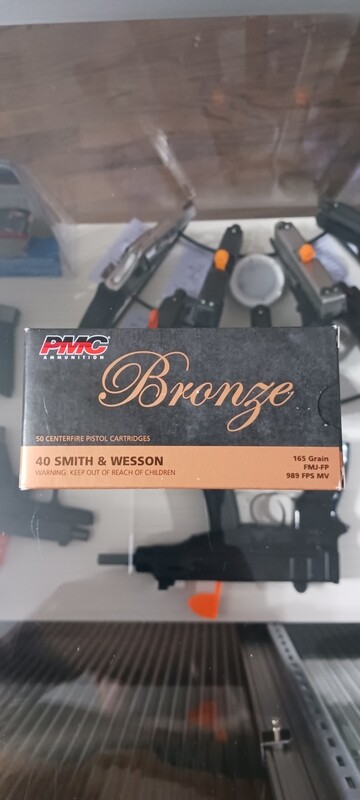 PMC
AMMUNITION
Bronze
50 CENTERFIRE PISTOL CARTRIDGES
40 SMITH & WESSON
WARNING: KEEP OUT OF REACH OF CHILDREN
165 Grain
FMJ-FP
989 FPS MV